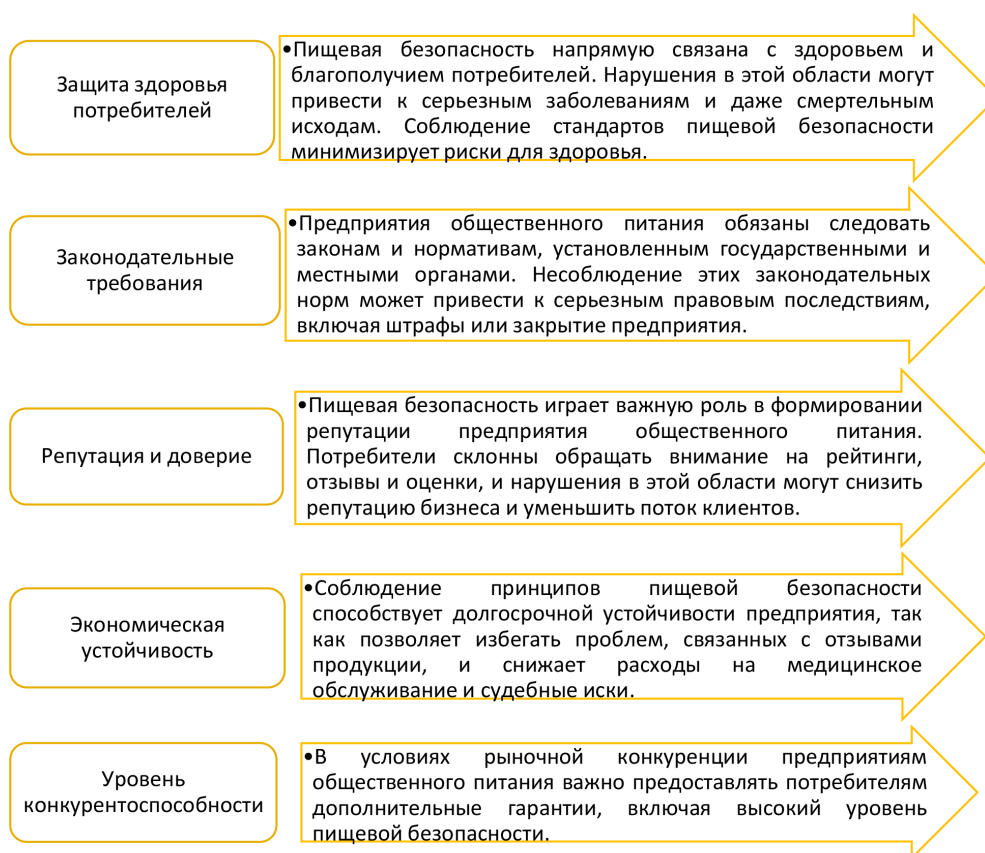 Защита здоровья
потребителей
•Пищевая безопасность напрямую связана с здоровьем и
благополучием потребителей. Нарушения в этой области могут
привести к серьезным заболеваниям и даже смертельным
исходам. Соблюдение стандартов пищевой безопасности
минимизирует риски для здоровья.
Законодательные
требования
•Предприятия общественного питания обязаны следовать
законам и нормативам, установленным государственными и
местными органами. Несоблюдение этих законодательных
норм может привести к серьезным правовым последствиям,
включая штрафы или закрытие предприятия.
Репутация и доверие
•Пищевая безопасность играет важную роль в формировании
репутации предприятия общественного питания.
Потребители склонны обращать внимание на рейтинги,
отзывы и оценки, и нарушения в этой области могут снизить
репутацию бизнеса и уменьшить поток клиентов.
Экономическая
устойчивость
•Соблюдение принципов пищевой безопасности
способствует долгосрочной устойчивости предприятия, так
как позволяет избегать проблем, связанных с отзывами
продукции, и снижает расходы на медицинское
обслуживание и судебные иски.
Уровень
конкурентоспособности
•В условиях рыночной конкуренции предприятиям
общественного питания важно предоставлять потребителям
дополнительные гарантии, включая высокий уровень
пищевой безопасности.